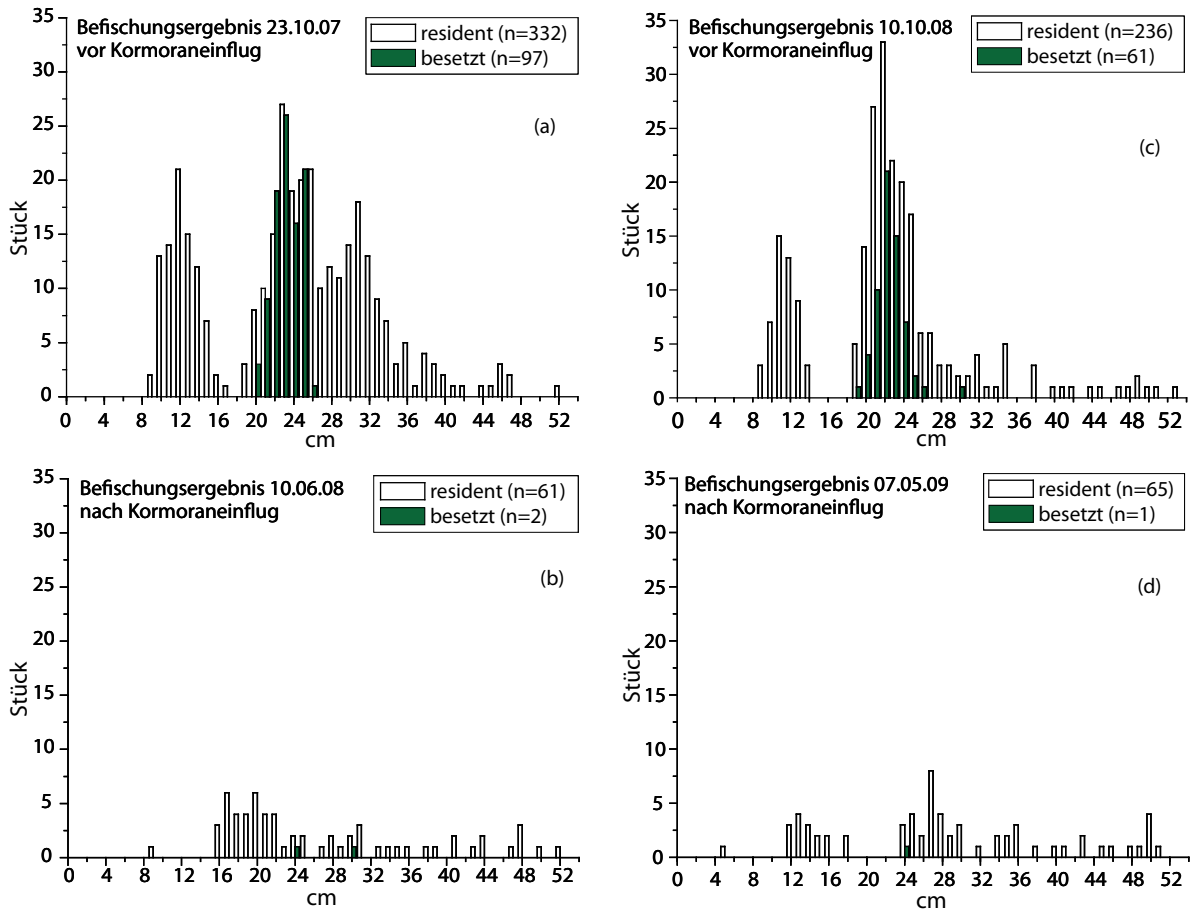 Befischungsergebnis 23.10.07
vor Kormoraneinflug
resident (n=332)
besetzt (n=97)
(a)
35
30
25
20
15
10
5
0
Stück
0 4 8 12 16 20 24 28 32 36 40 44 48 52
cm
Befischungsergebnis 10.10.08
vor Kormoraneinflug
resident (n=236)
besetzt (n=61)
(c)
35
30
25
20
15
10
5
0
Stück
0 4 8 12 16 20 24 28 32 36 40 44 48 52
cm
Befischungsergebnis 10.06.08
nach Kormoraneinflug
resident (n=61)
besetzt (n=2)
(b)
35
30
25
20
15
10
5
0
Stück
0 4 8 12 16 20 24 28 32 36 40 44 48 52
cm
Befischungsergebnis 07.05.09
nach Kormoraneinflug
resident (n=65)
besetzt (n=1)
(d)
35
30
25
20
15
10
5
0
Stück
0 4 8 12 16 20 24 28 32 36 40 44 48 52
cm